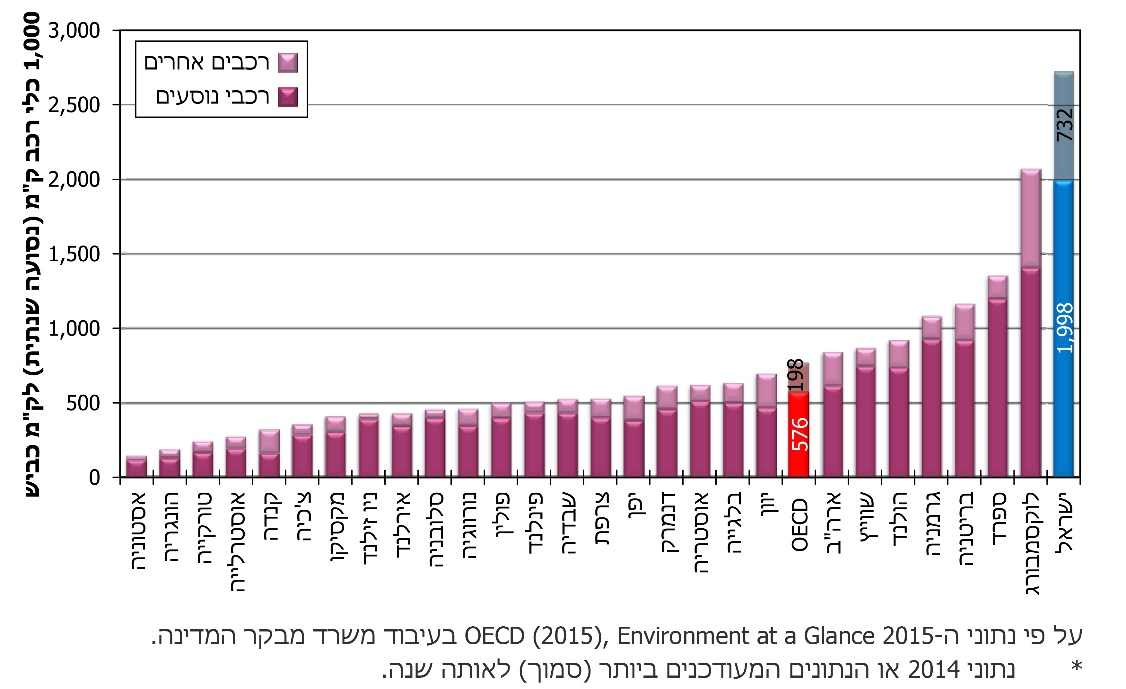 1,000 כלי רכב ק"מ (נסועה שנתית) לק"מ כביש
3,000
2,500
2,000
1,500
1,000
500
0
רכבים אחרים
רכבי נוסעים
198
576
732
1,998
אסטוניה
הונגריה
טורקייה
אוסטרלייה
קנדה
צ'כיה
מקסיקו
ניו זילנד
אירלנד
סלובניה
נורווגיה
פולין
פינלנד
שבדיה
צרפת
יפן
דנמרק
אוסטריה
בלגייה
יוון
OECD
ארה"ב
שוויץ
הולנד
גרמניה
בריטניה
ספרד
לוקסמבורג
ישראל
על פי נתוני ה-OECD (2015), Environment at a Glance 2015 בעיבוד משרד מבקר המדינה.
* נתוני 2014 או הנתונים המעודכנים ביותר (סמוך) לאותה שנה.